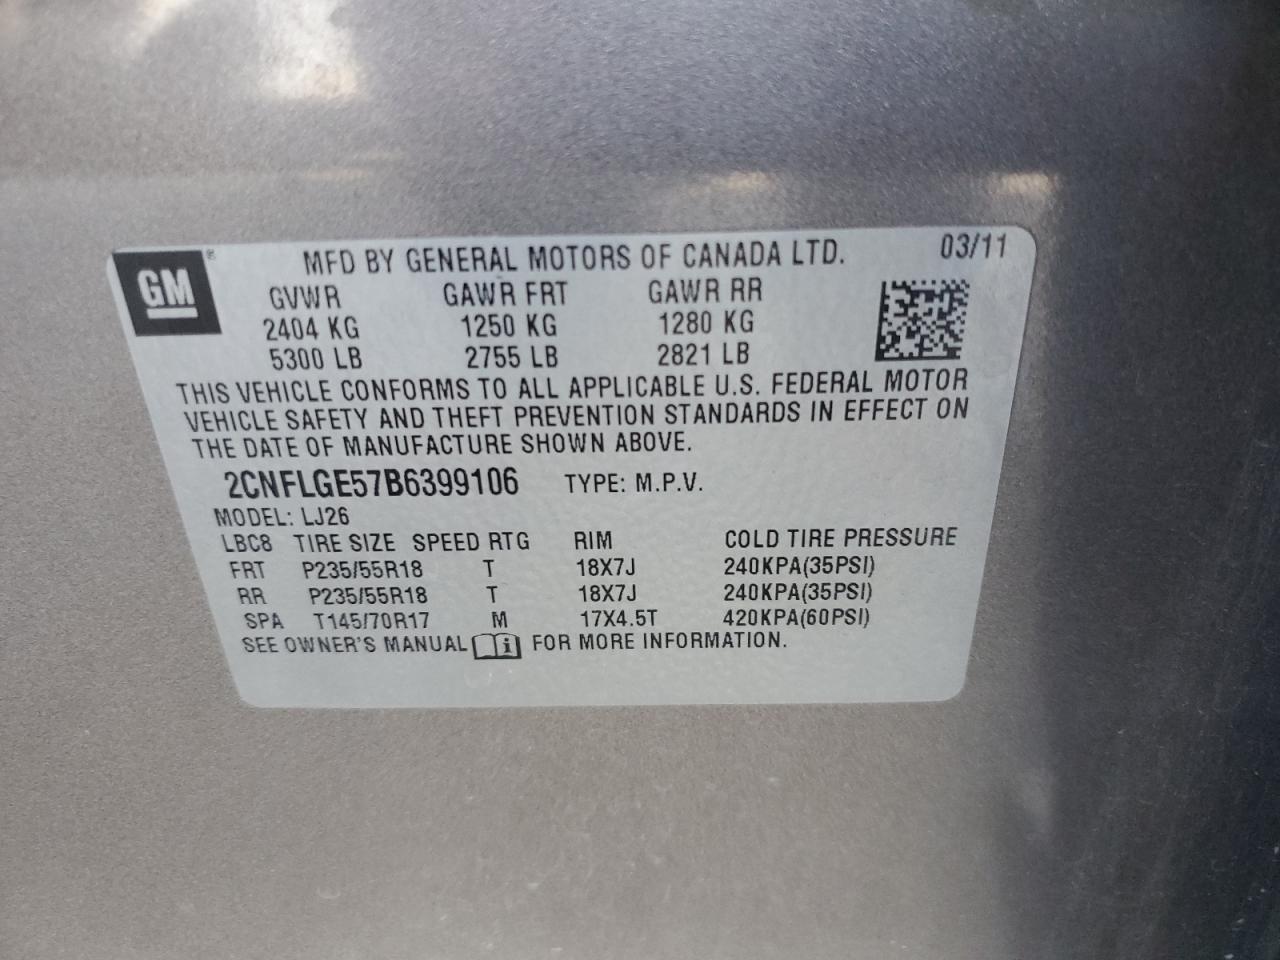 GM® MFD BY GENERAL MOTORS OF CANADA LTD. 03/11
GVWR GAWR FRT GAWR RR
2404 KG 1250 KG 1280 KG
5300 LB 2755 LB 2821 LB
THIS VEHICLE CONFORMS TO ALL APPLICABLE U.S. FEDERAL MOTOR
VEHICLE SAFETY AND THEFT PREVENTION STANDARDS IN EFFECT ON
THE DATE OF MANUFACTURE SHOWN ABOVE.
2CNFLGE57B6399106 TYPE: M.P.V.
MODEL: LJ26
LBC8 TIRE SIZE SPEED RTG RIM COLD TIRE PRESSURE
FRT P235/55R18 T 18X7J 240KPA(35PSI)
RR P235/55R18 T 18X7J 240KPA(35PSI)
SPA T145/70R17 M 17X4.5T 420KPA(60PSI)
SEE OWNER'S MANUAL i FOR MORE INFORMATION.